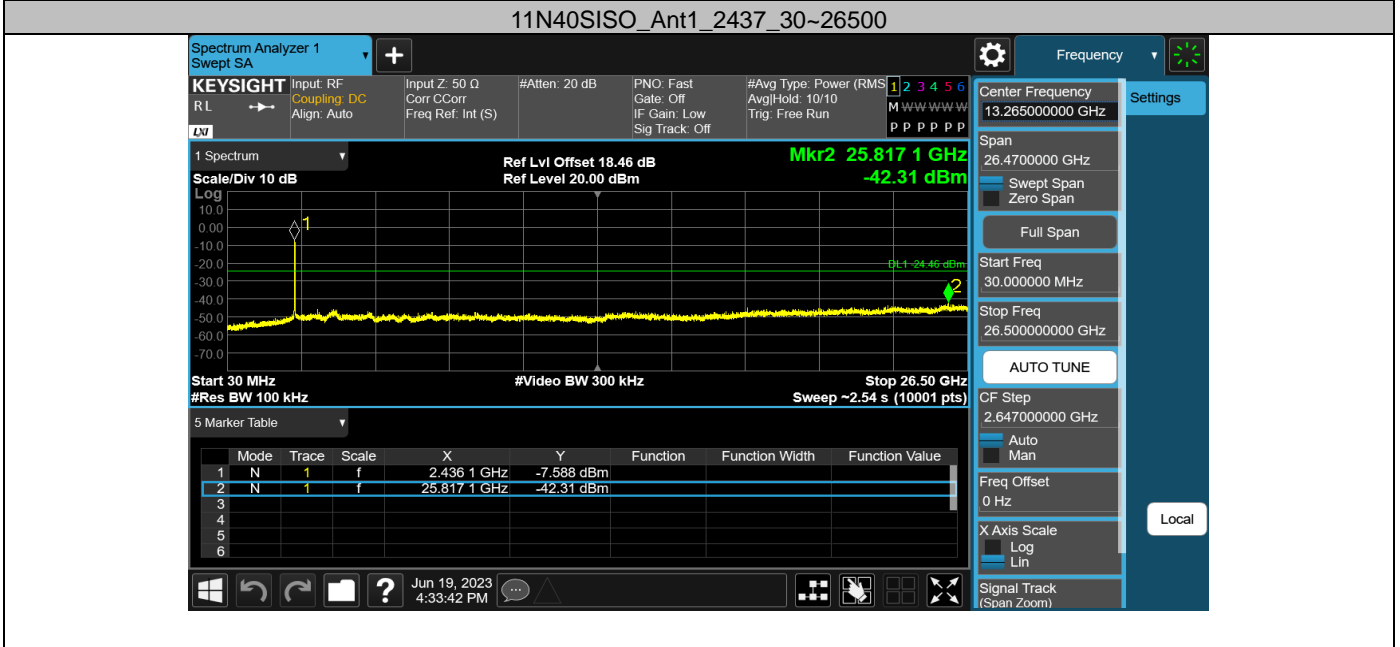 11N40SISO_Ant1_2437_30~26500
Spectrum Analyzer 1
Swept SA
+
Frequency
KEYSIGHT
R L
LXI
Input: RF
Coupling: DC
Align: Auto
Input Z: 50 Ω
Corr CCorr
Freq Ref: Int (S)
#Atten: 20 dB
PNO: Fast
Gate: Off
IF Gain: Low
Sig Track: Off
#Avg Type: Power (RMS
Avg|Hold: 10/10
Trig: Free Run
1 2 3 4 5 6
M W W W W W
P P P P P P
1 Spectrum
Scale/Div 10 dB
Ref Lvl Offset 18.46 dB
Ref Level 20.00 dBm
Mkr2 25.817 1 GHz
-42.31 dBm
Log
10.0
0.00
-10.0
-20.0
-30.0
-40.0
-50.0
-60.0
-70.0
1
DL1 -24.46 dBm
2
Start 30 MHz
#Video BW 300 kHz
Stop 26.50 GHz
#Res BW 100 kHz
Sweep ~2.54 s (10001 pts)
5 Marker Table
Mode Trace Scale X Y Function Function Width Function Value
1 N 1 f 2.436 1 GHz -7.588 dBm
2 N 1 f 25.817 1 GHz -42.31 dBm
3
4
5
6
?
Jun 19, 2023
4:33:42 PM
Center Frequency
13.265000000 GHz
Span
26.4700000 GHz
Swept Span
Zero Span
Full Span
Start Freq
30.000000 MHz
Stop Freq
26.500000000 GHz
AUTO TUNE
CF Step
2.647000000 GHz
Auto
Man
Freq Offset
0 Hz
X Axis Scale
Log
Lin
Signal Track
(Span Zoom)
Settings
Local